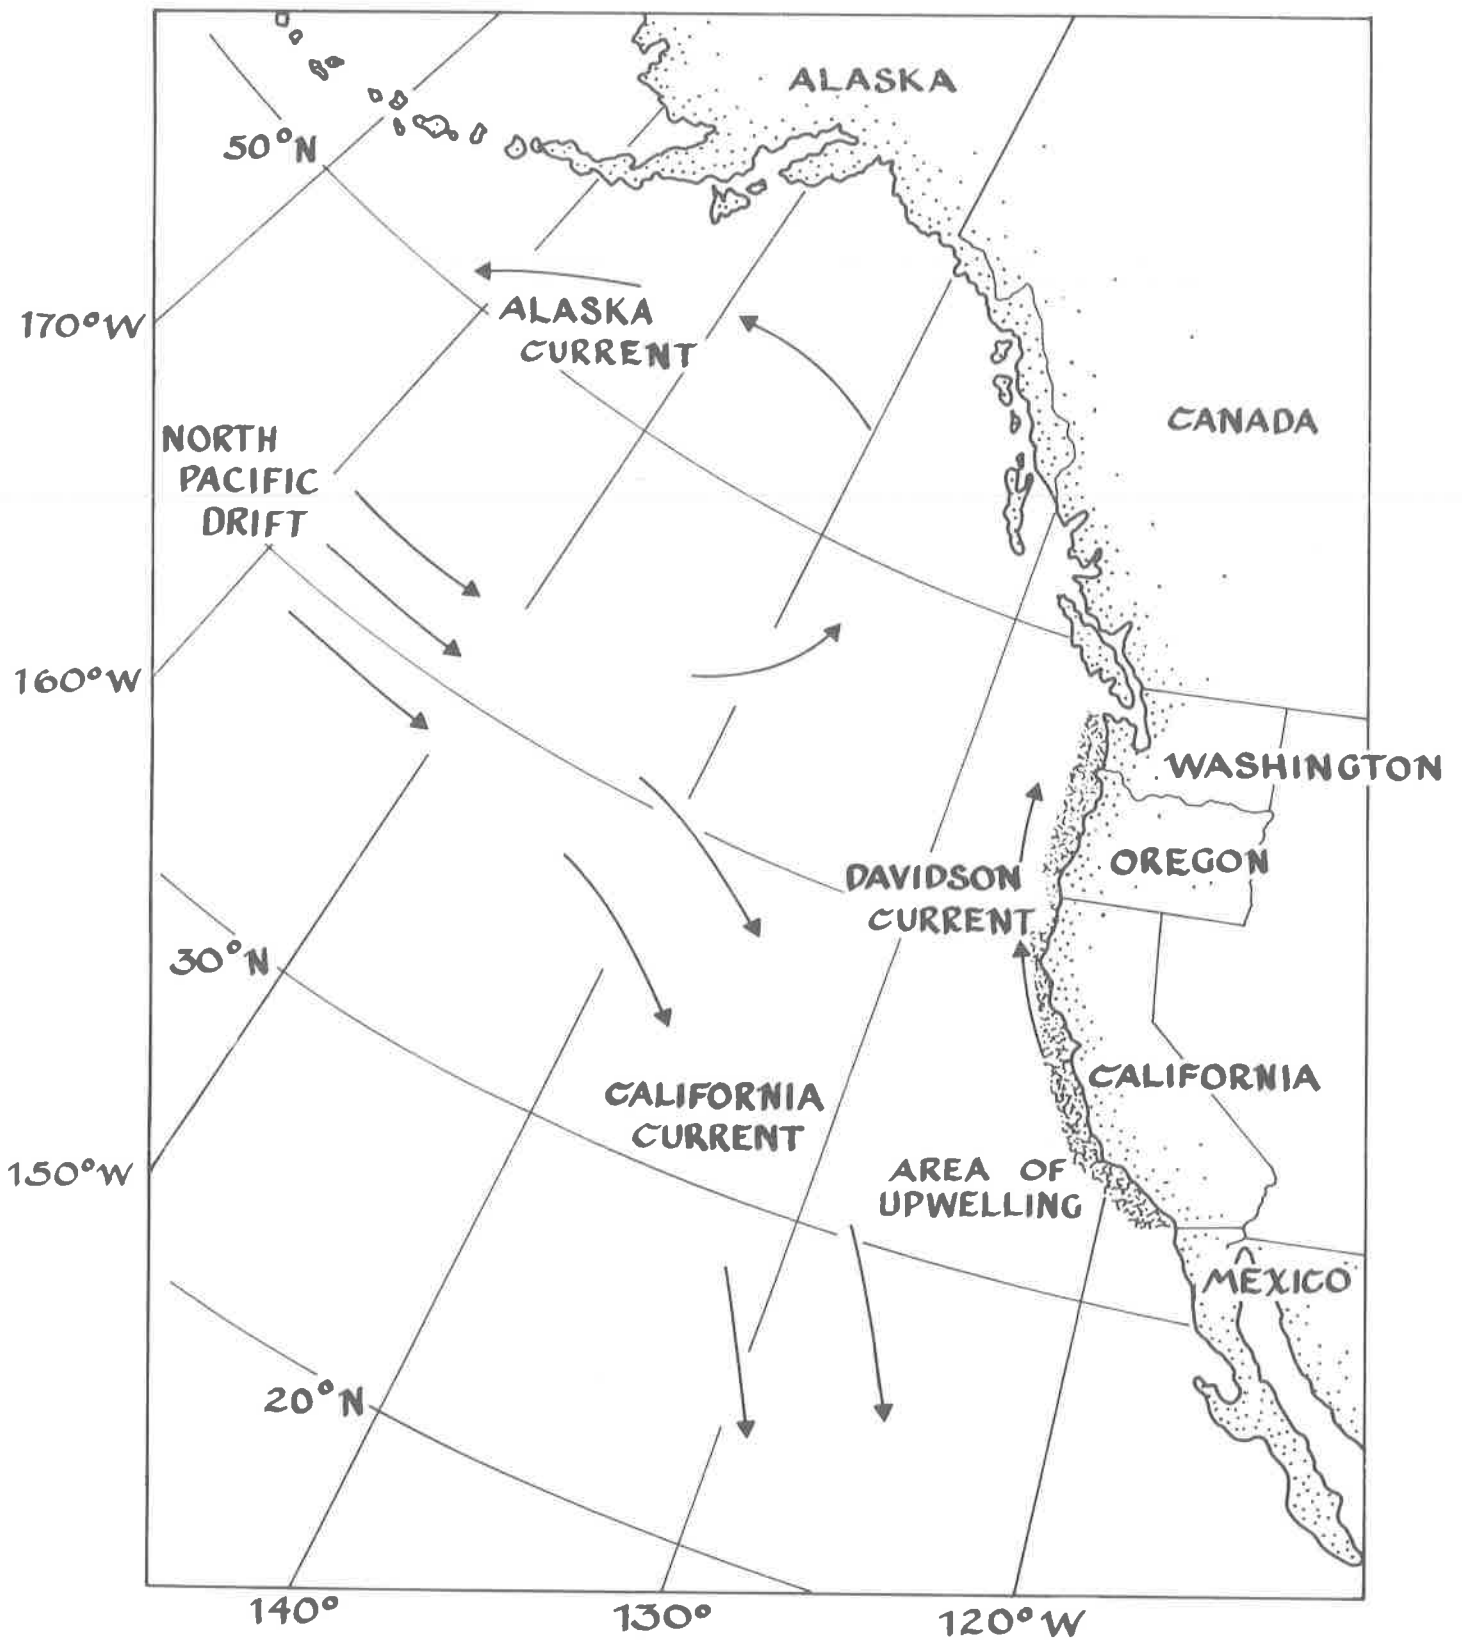 ALASKA
50°N
170°W
ALASKA
CURRENT
CANADA
NORTH
PACIFIC
DRIFT
160°W
WASHINGTON
OREGON
DAVIDSON
CURRENT
30°N
CALIFORNIA
CALIFORNIA
CURRENT
150°W
AREA OF
UPWELLING
MEXICO
20°N
140°
130°
120°W